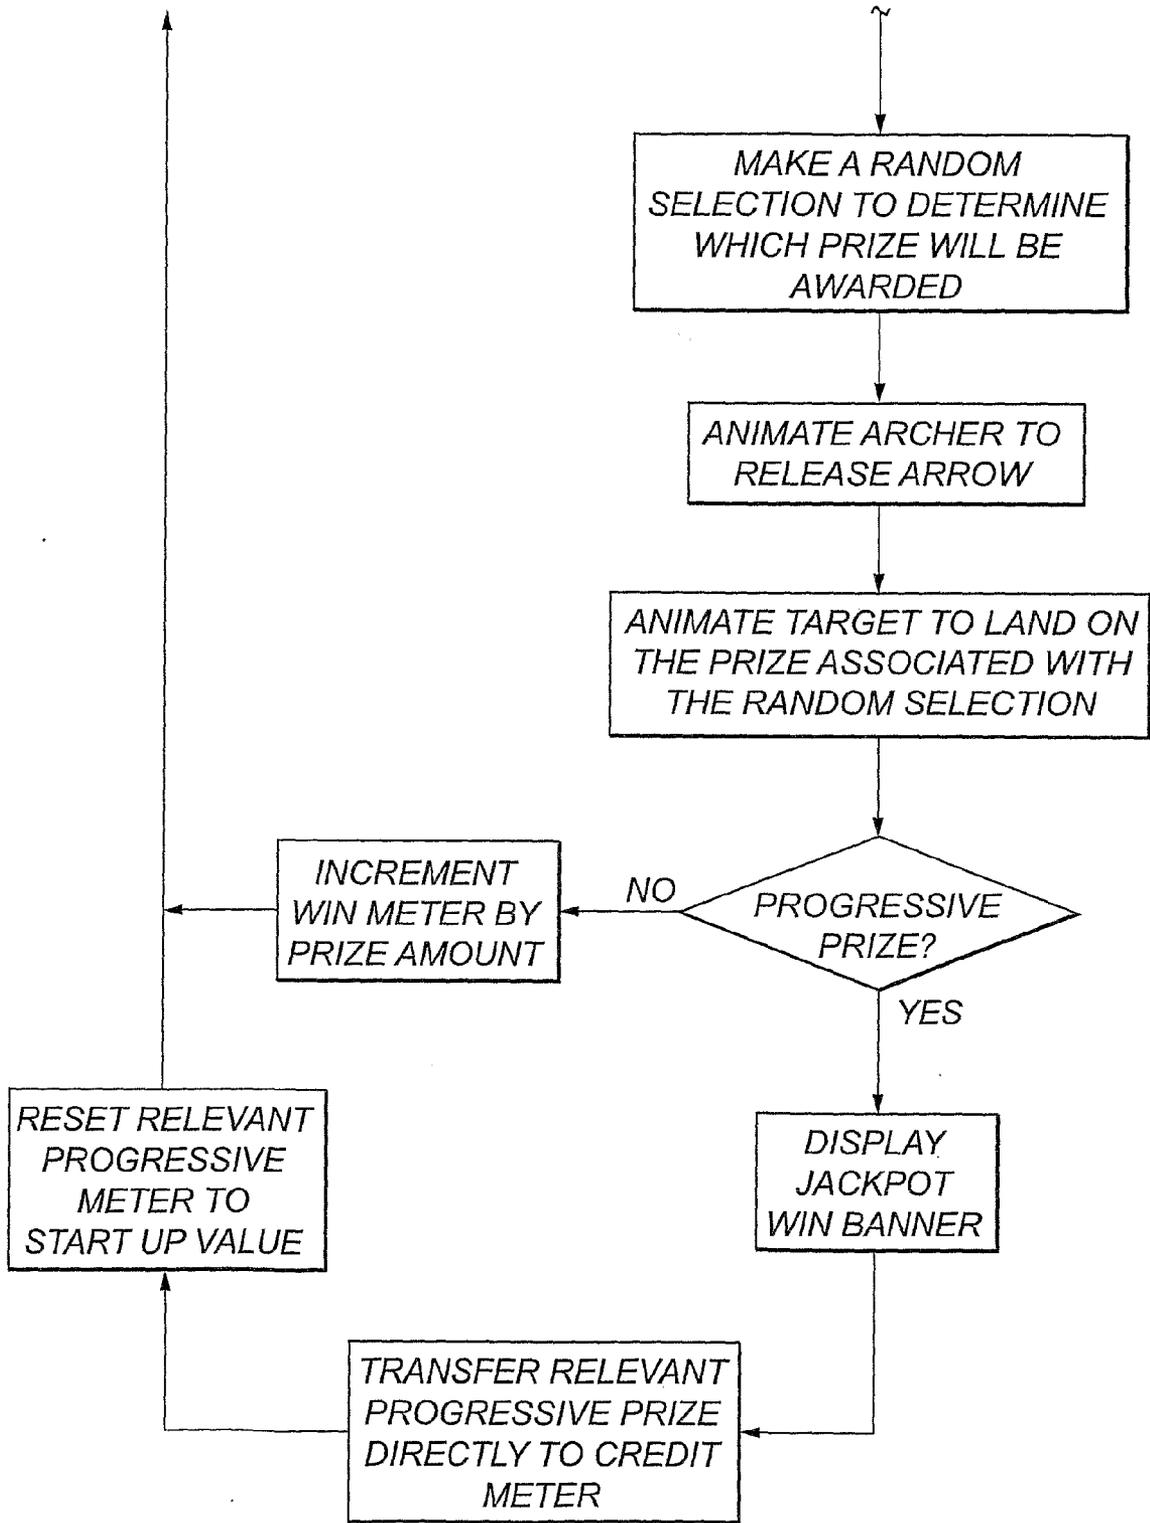 MAKE A RANDOM
SELECTION TO DETERMINE
WHICH PRIZE WILL BE
AWARDED
ANIMATE ARCHER TO
RELEASE ARROW
ANIMATE TARGET TO LAND ON
THE PRIZE ASSOCIATED WITH
THE RANDOM SELECTION
PROGRESSIVE
PRIZE?
NO
INCREMENT
WIN METER BY
PRIZE AMOUNT
YES
DISPLAY
JACKPOT
WIN BANNER
TRANSFER RELEVANT
PROGRESSIVE PRIZE
DIRECTLY TO CREDIT
METER
RESET RELEVANT
PROGRESSIVE
METER TO
START UP VALUE